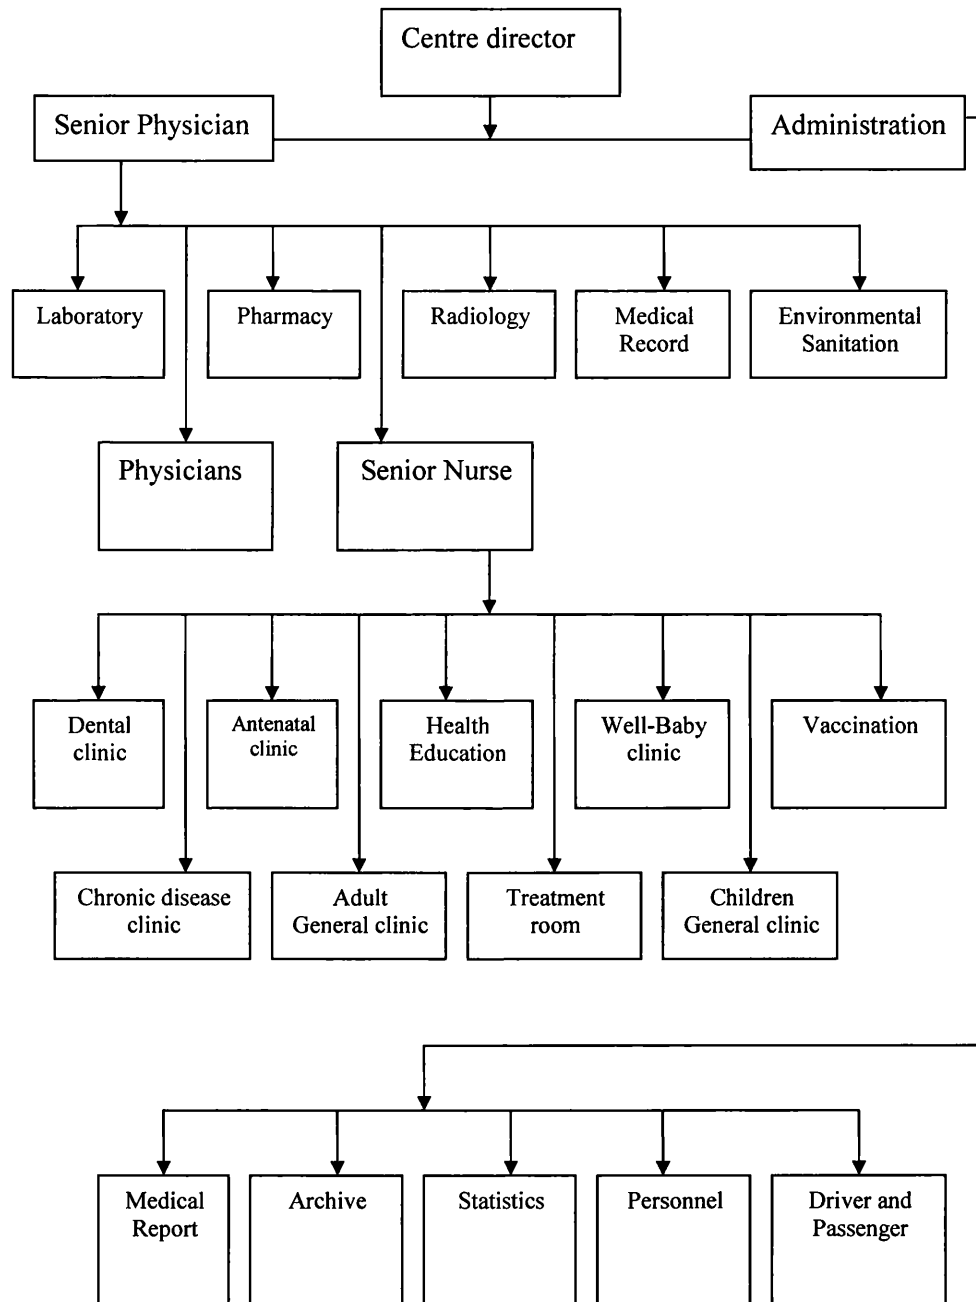 Centre director
Senior Physician
Administration
Laboratory
Pharmacy
Radiology
Medical
Record
Environmental
Sanitation
Physicians
Senior Nurse
Dental
clinic
Antenatal
clinic
Health
Education
Well-Baby
clinic
Vaccination
Chronic disease
clinic
Adult
General clinic
Treatment
room
Children
General clinic
Medical
Report
Archive
Statistics
Personnel
Driver and
Passenger